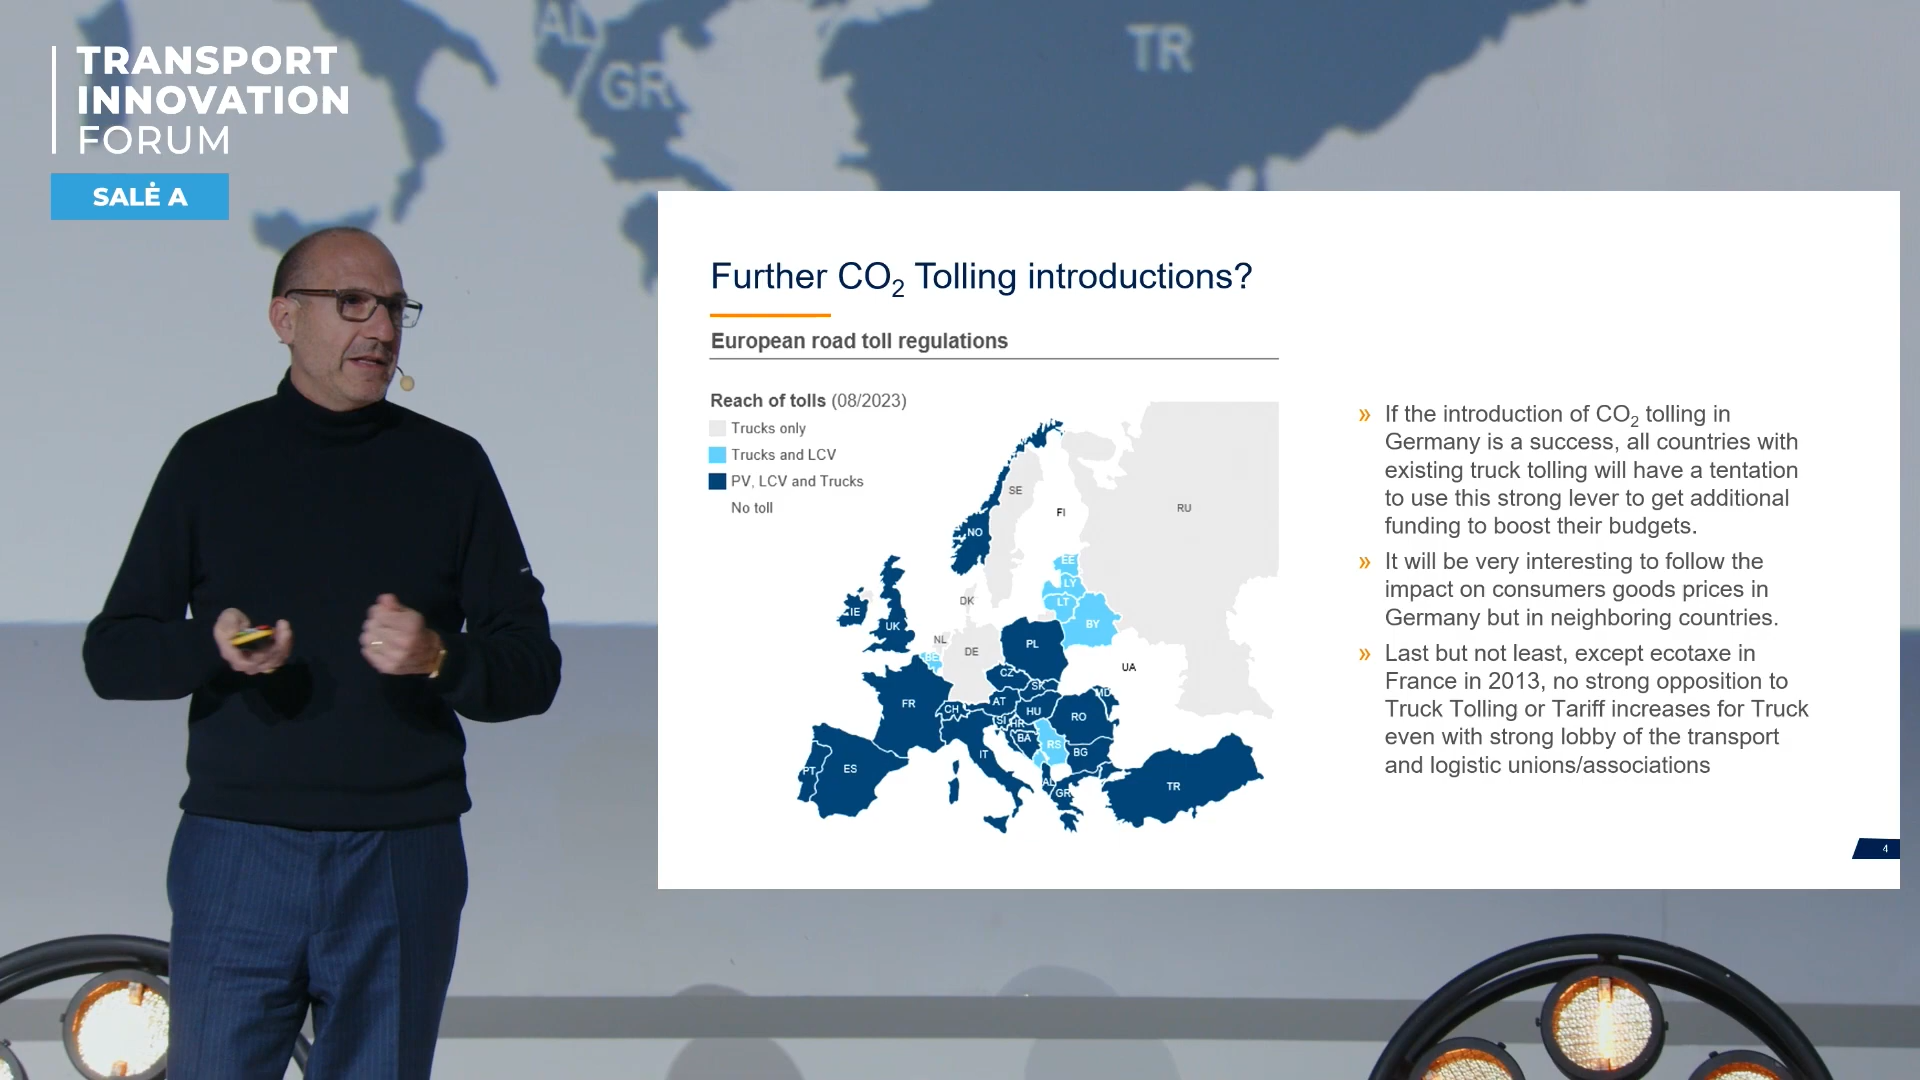 TRANSPORT
INNOVATION
FORUM
SALĖ A
AL
GR
TR
Further CO₂ Tolling introductions?
European road toll regulations
Reach of tolls (08/2023)
Trucks only
Trucks and LCV
PV, LCV and Trucks
No toll
SE
FI
RU
NO
EE
LY
LT
DK
IE
UK
BY
NL
DE
PL
BE
UA
CZ
SK
FR
CH
AT
HU
MD
RO
SI
HR
BA
RS
BG
IT
PT
ES
AL
GR
TR
» If the introduction of CO₂ tolling in
Germany is a success, all countries with
existing truck tolling will have a tentation
to use this strong lever to get additional
funding to boost their budgets.
» It will be very interesting to follow the
impact on consumers goods prices in
Germany but in neighboring countries.
» Last but not least, except ecotaxe in
France in 2013, no strong opposition to
Truck Tolling or Tariff increases for Truck
even with strong lobby of the transport
and logistic unions/associations
4